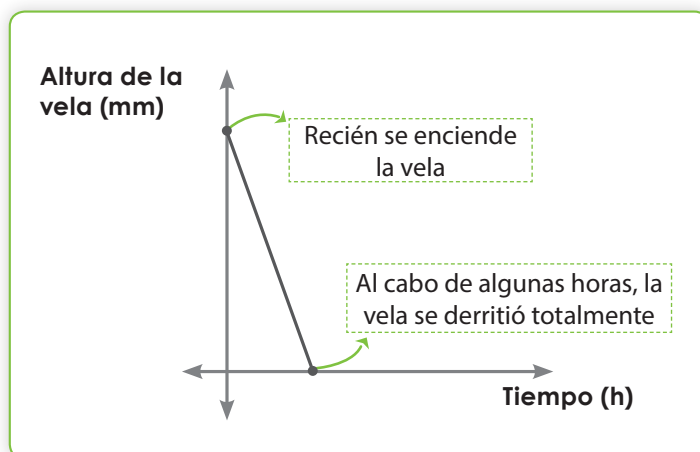 Altura de la
vela (mm)
Recién se enciende
la vela
Al cabo de algunas horas, la
vela se derritió totalmente
Tiempo (h)